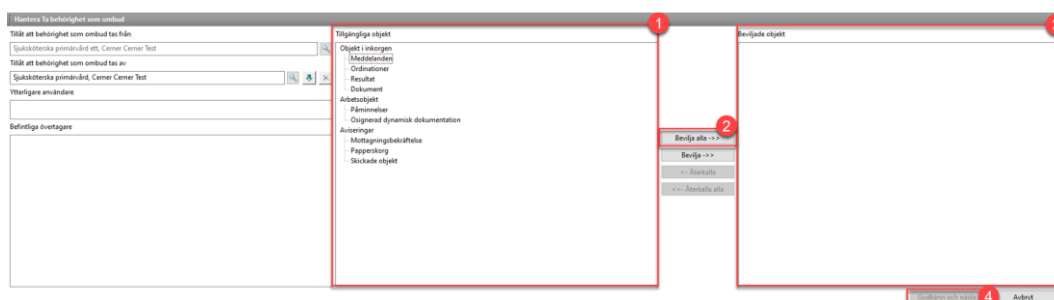 Hantera Ta behörighet som ombud
Tillåt att behörighet som ombud tas från
Sjuksköterska primärvård ett, Cerner Cerner Test
Tillåt att behörighet som ombud tas av
Sjuksköterska primärvård, Cerner Cerner Test
Ytterligare användare
Befintliga övertagare
1
Tillgängliga objekt
Objekt i inkorgen
Meddelanden
Ordinationer
Resultat
Dokument
Arbetsobjekt
Påminnelser
Osignerad dynamisk dokumentation
Aviseringar
Mottagningsbekräftelse
Papperskorg
Skickade objekt
2
Bevilja alla ->>
Bevilja ->>
<- Återkalla
<<- Återkalla alla
Beviljade objekt
Godkänn och nästa
4
Avbryt